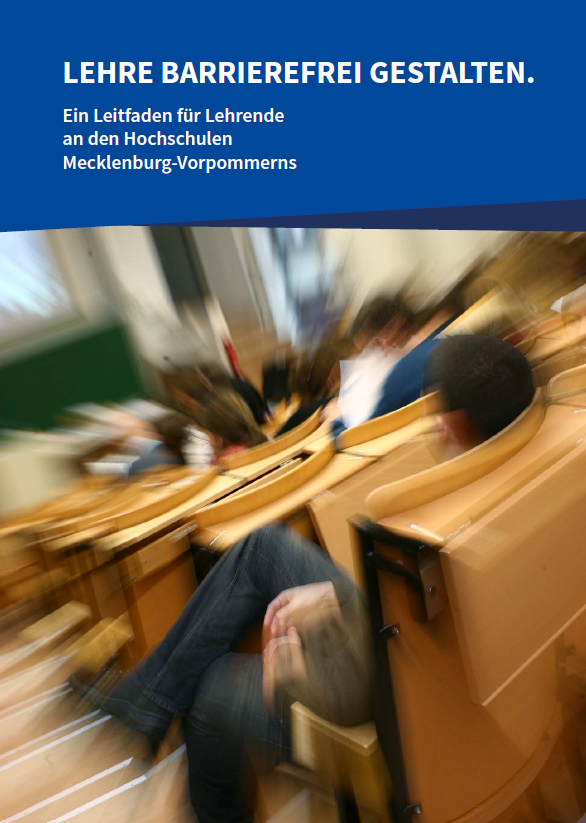 LEHRE BARRIEREFREI GESTALTEN.
Ein Leitfaden für Lehrende
an den Hochschulen
Mecklenburg-Vorpommerns